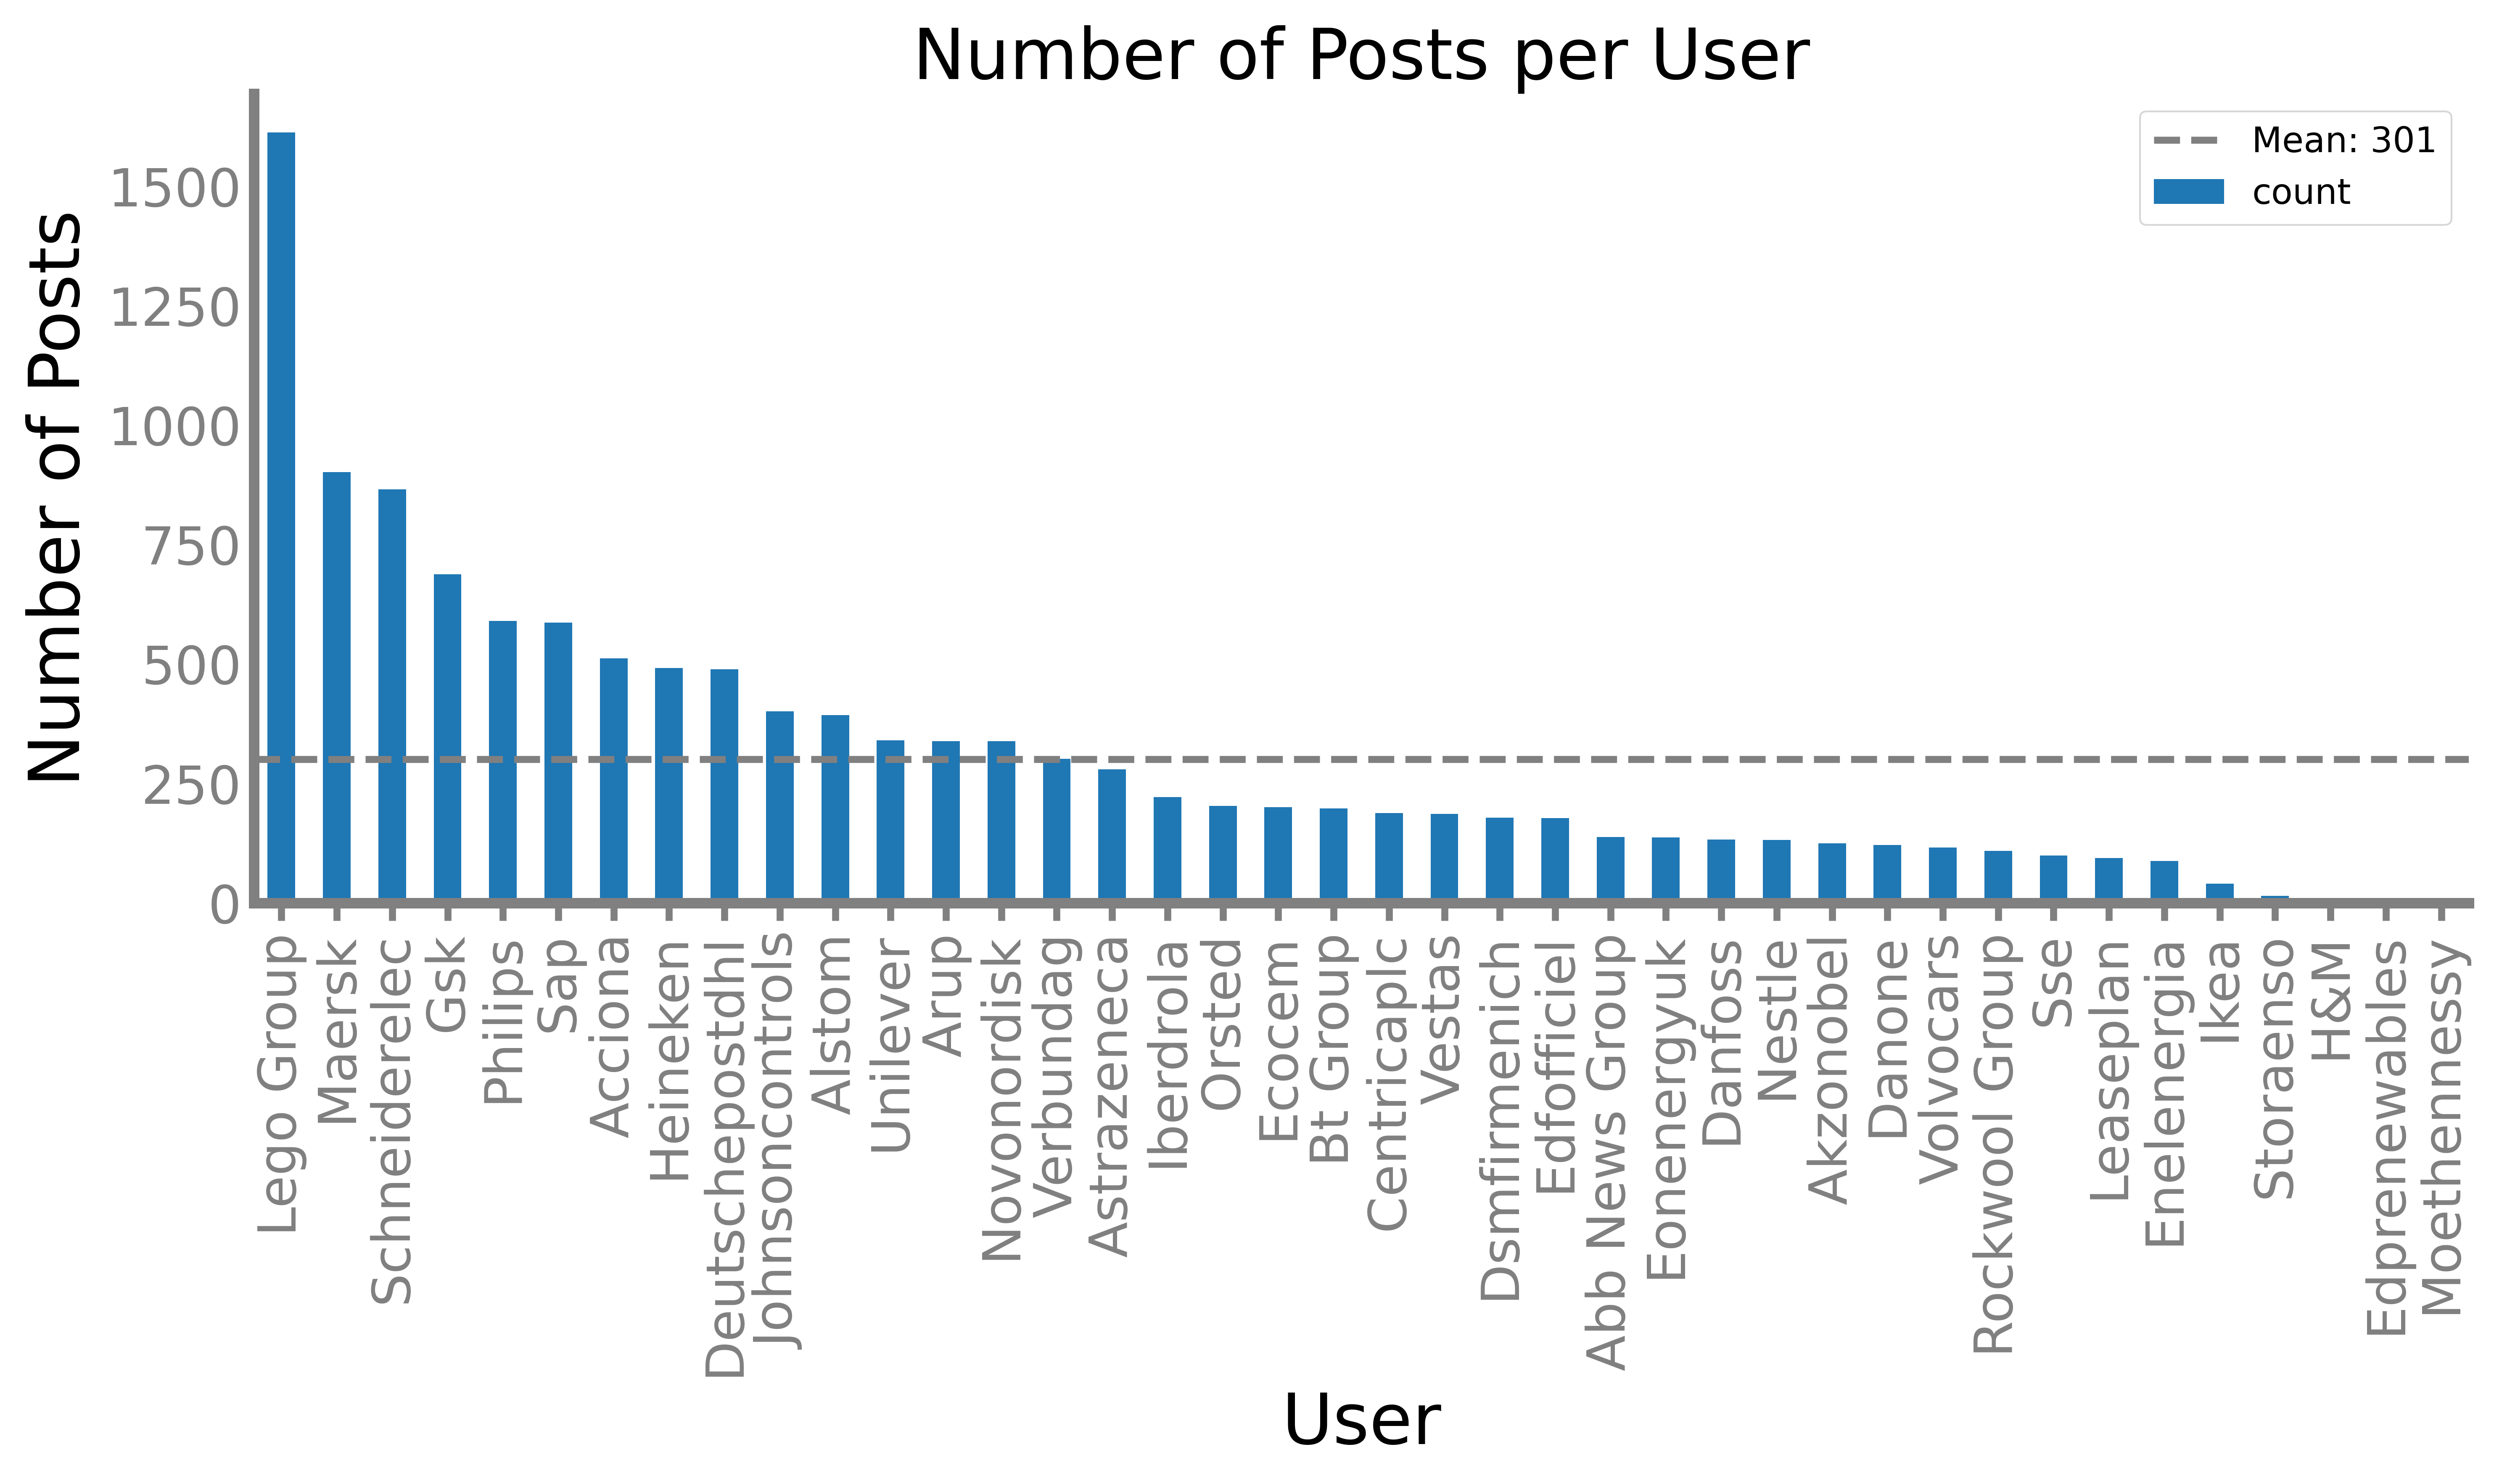 Number of Posts per User
Mean: 301
count
Number of Posts
1500
1250
1000
750
500
250
0
Lego Group
Maersk
Schneiderelec
Gsk
Philips
Sap
Acciona
Heineken
Deutschepostdhl
Johnsoncontrols
Alstom
Unilever
Arup
Novonordisk
Verbundag
Astrazeneca
Iberdrola
Orsted
Ecocem
Bt Group
Centricaplc
Vestas
Dsmfirmenich
Edfofficiel
Abb News Group
Eonenergyuk
Danfoss
Nestle
Akzonobel
Danone
Volvocars
Rockwool Group
Sse
Leaseplan
Enelenergia
Ikea
Storaenso
H&M
Edprenewables
Moethennessy
User